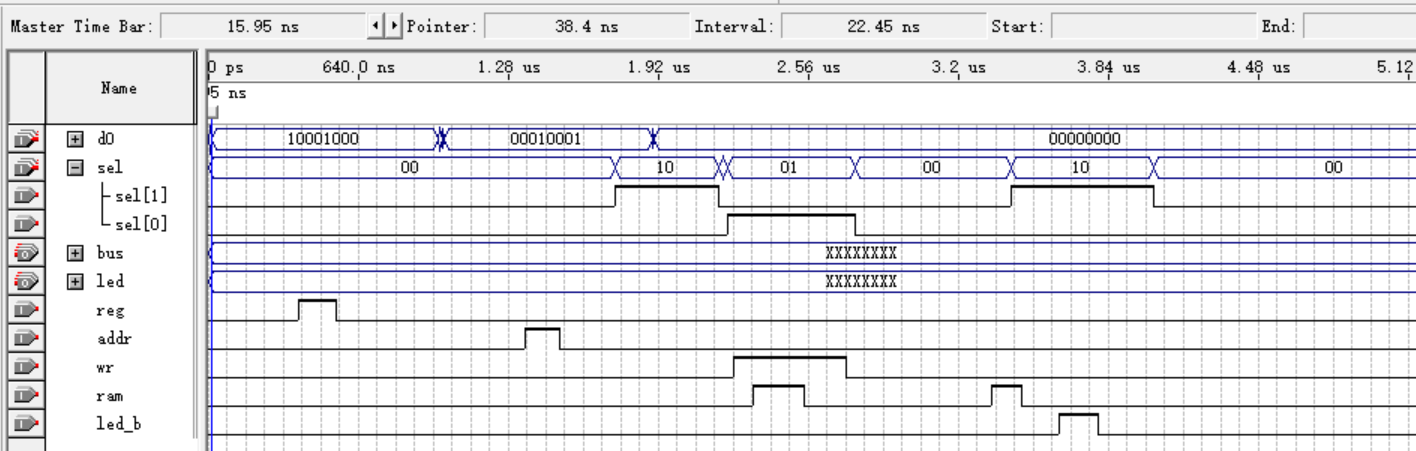 Master Time Bar: 15.95 ns Pointer: 38.4 ns Interval: 22.45 ns Start: End:
Name
0 ps 640.0 ns 1.28 us 1.92 us 2.56 us 3.2 us 3.84 us 4.48 us 5.12
5 ns
d0 10001000 00010001 00000000
sel 00 10 01 00 10 00
sel[1]
sel[0]
bus XXXXXXXX
led XXXXXXXX
reg
addr
wr
ram
led_b